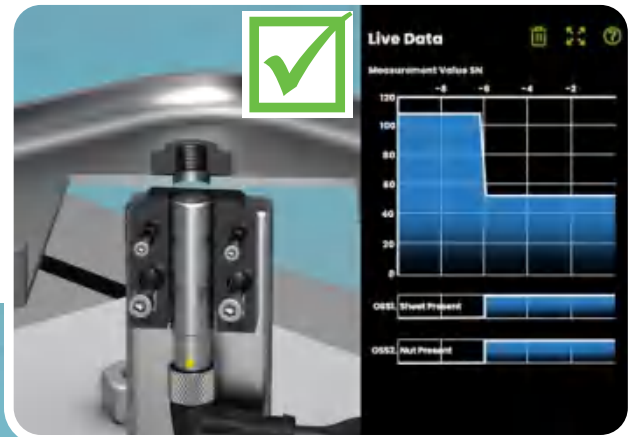 Live Data
Measurement Value SN
-8 -6 -4 -2
120
100
80
60
40
20
0
OSS1. Sheet Present
OSS2. Nut Present